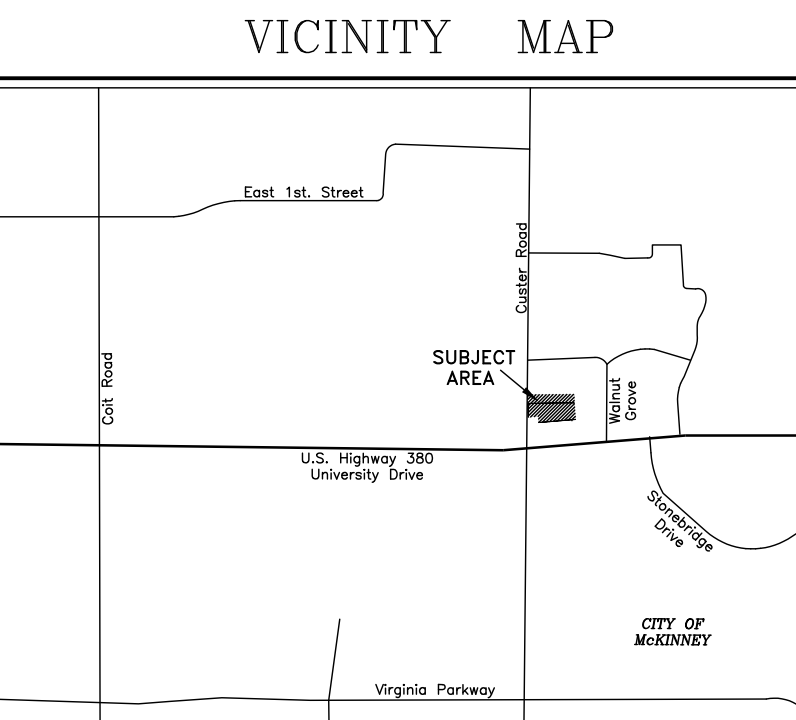 VICINITY MAP
East 1st. Street
Custer Road
Coit Road
SUBJECT
AREA
Walnut
Grove
U.S. Highway 380
University Drive
Stonebridge
Drive
CITY OF
McKINNEY
Virginia Parkway